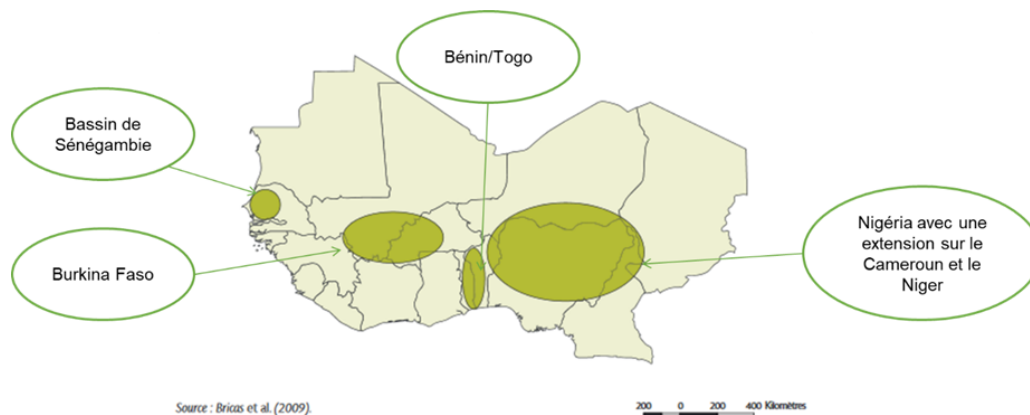 Bénin/Togo
Bassin de
Sénégambie
Burkina Faso
Nigéria avec une
extension sur le
Cameroun et le
Niger
Source : Bricas et al. (2009).
200 0 200 400 Kilomètres